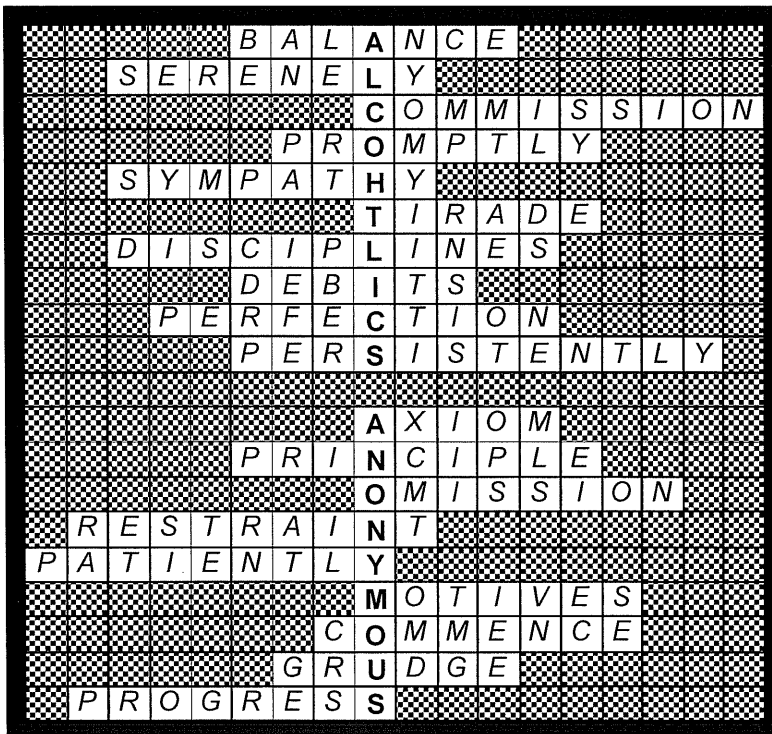 BALANCE
SERENELY
COMMISSION
PROMPTLY
SYMPATHY
TIRADE
DISCIPLINES
DEBITS
PERFECTION
PERSISTENTLY
AXIOM
PRINCIPLE
OMISSION
RESTRAINT
PATIENTLY
MOTIVES
COMMENCE
GRUDGE
PROGRESS